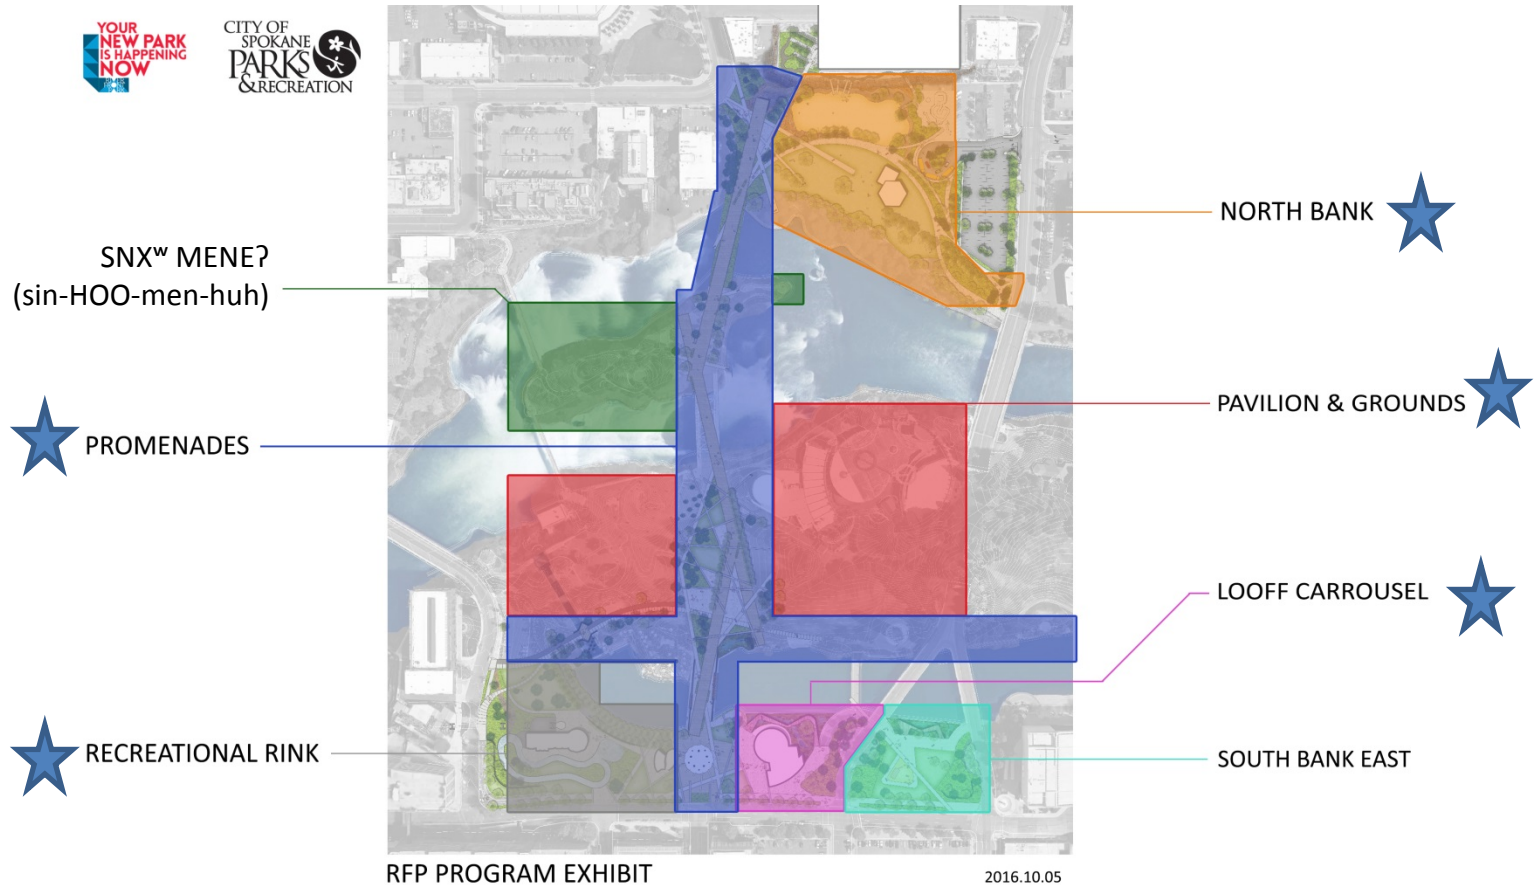 YOUR
NEW PARK
IS HAPPENING
NOW
CITY OF
SPOKANE
PARKS
& RECREATION
SNXʷ MENEɁ
(sin-HOO-men-huh)
PROMENADES
RECREATIONAL RINK
NORTH BANK
PAVILION & GROUNDS
LOOFF CARROUSEL
SOUTH BANK EAST
RFP PROGRAM EXHIBIT
2016.10.05